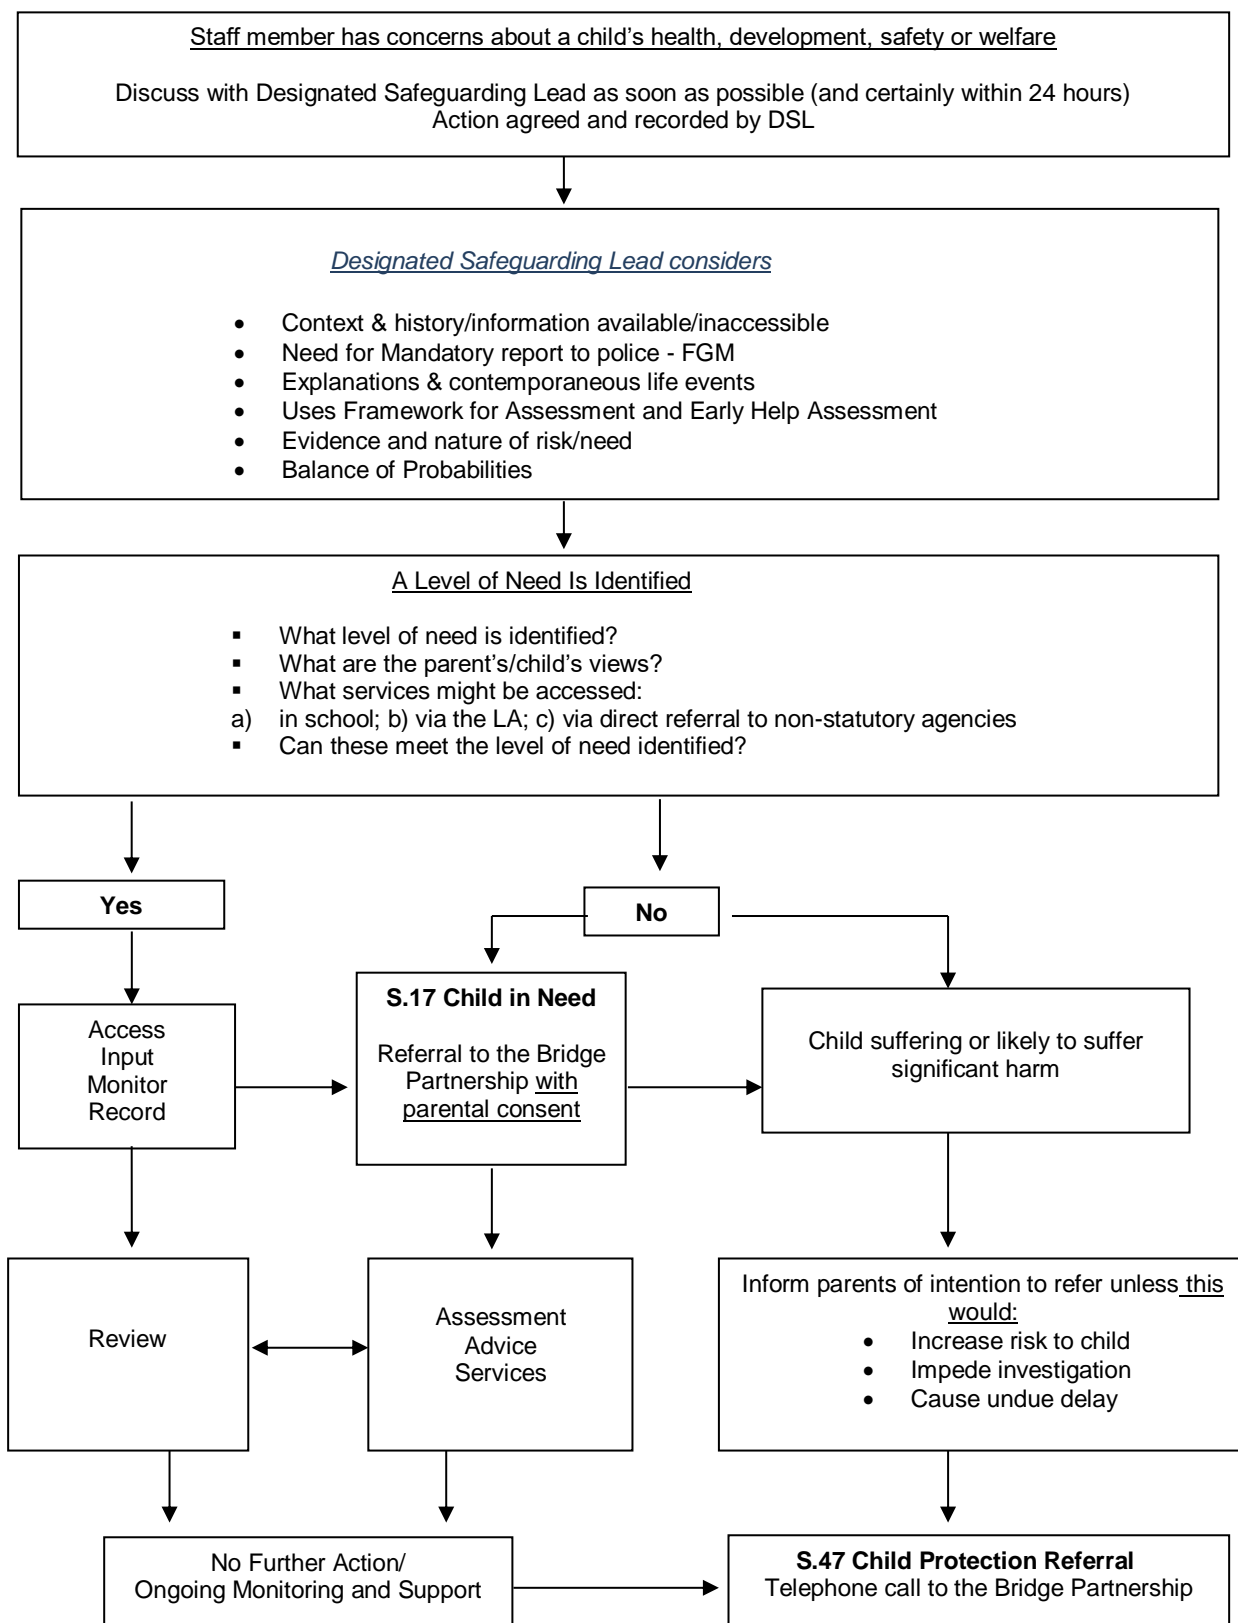 Staff member has concerns about a child’s health, development, safety or welfare
Discuss with Designated Safeguarding Lead as soon as possible (and certainly within 24 hours)
Action agreed and recorded by DSL
Designated Safeguarding Lead considers
• Context & history/information available/inaccessible
• Need for Mandatory report to police - FGM
• Explanations & contemporaneous life events
• Uses Framework for Assessment and Early Help Assessment
• Evidence and nature of risk/need
• Balance of Probabilities
A Level of Need Is Identified
▪ What level of need is identified?
▪ What are the parent’s/child’s views?
▪ What services might be accessed:
a) in school; b) via the LA; c) via direct referral to non-statutory agencies
▪ Can these meet the level of need identified?
Yes
No
Access
Input
Monitor
Record
S.17 Child in Need
Referral to the Bridge
Partnership with
parental consent
Child suffering or likely to suffer
significant harm
Review
Assessment
Advice
Services
Inform parents of intention to refer unless this
would:
• Increase risk to child
• Impede investigation
• Cause undue delay
No Further Action/
Ongoing Monitoring and Support
S.47 Child Protection Referral
Telephone call to the Bridge Partnership